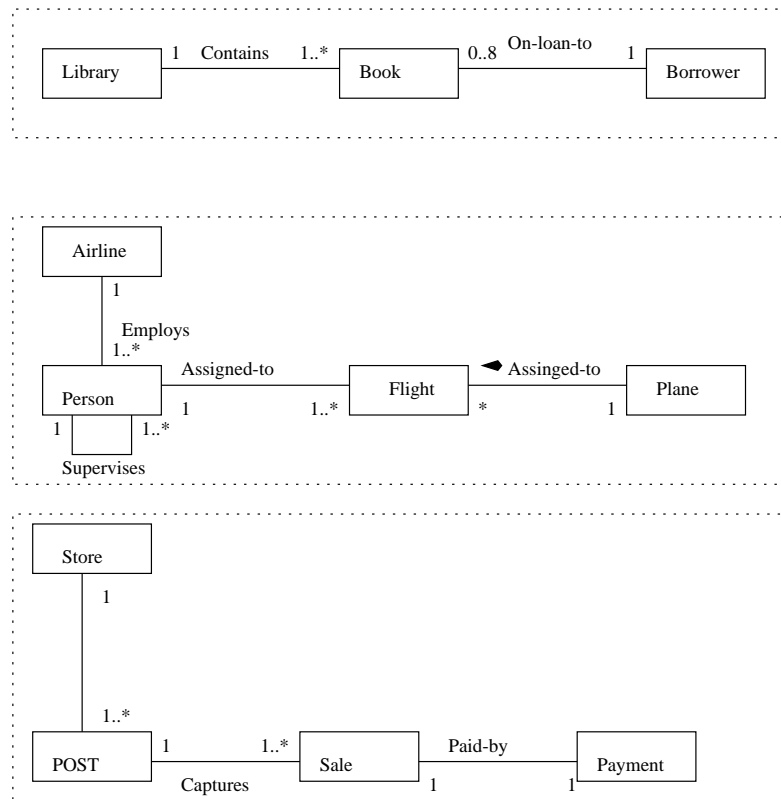 1 Contains 1..* 0..8 On-loan-to 1
Library Book Borrower
Airline
1
Employs
1..*
Assigned-to Assinged-to
Person Flight Plane
1 1..* * 1
1 1..*
Supervises
Store
1
1..*
1 1..* Paid-by
POST Sale Payment
Captures 1 1